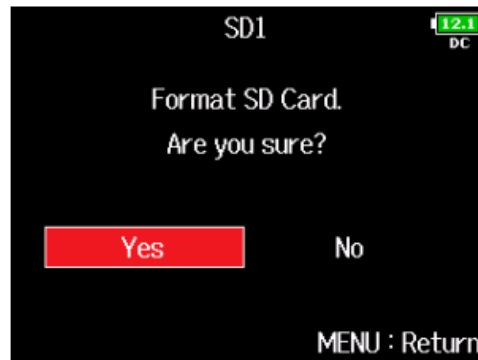 SD1
12.1
DC
Format SD Card.
Are you sure?
Yes No
MENU : Return